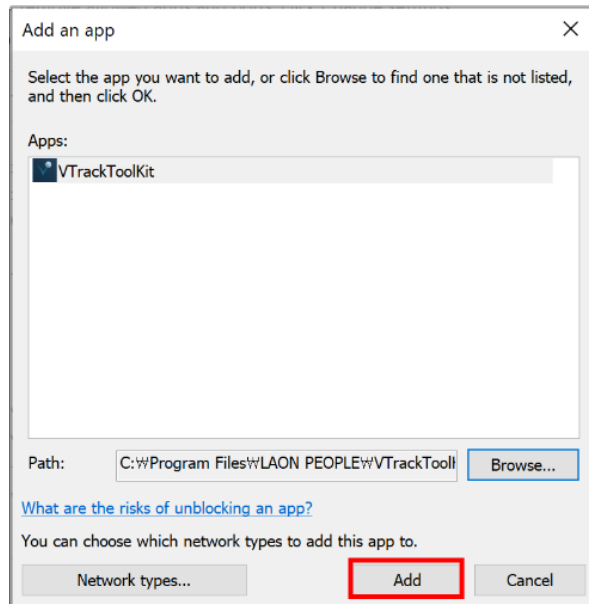 Add an app
Select the app you want to add, or click Browse to find one that is not listed,
and then click OK.
Apps:
VTrackToolKit
Path:
C:₩Program Files₩LAON PEOPLE₩VTrackToolk
Browse...
What are the risks of unblocking an app?
You can choose which network types to add this app to.
Network types...
Add
Cancel